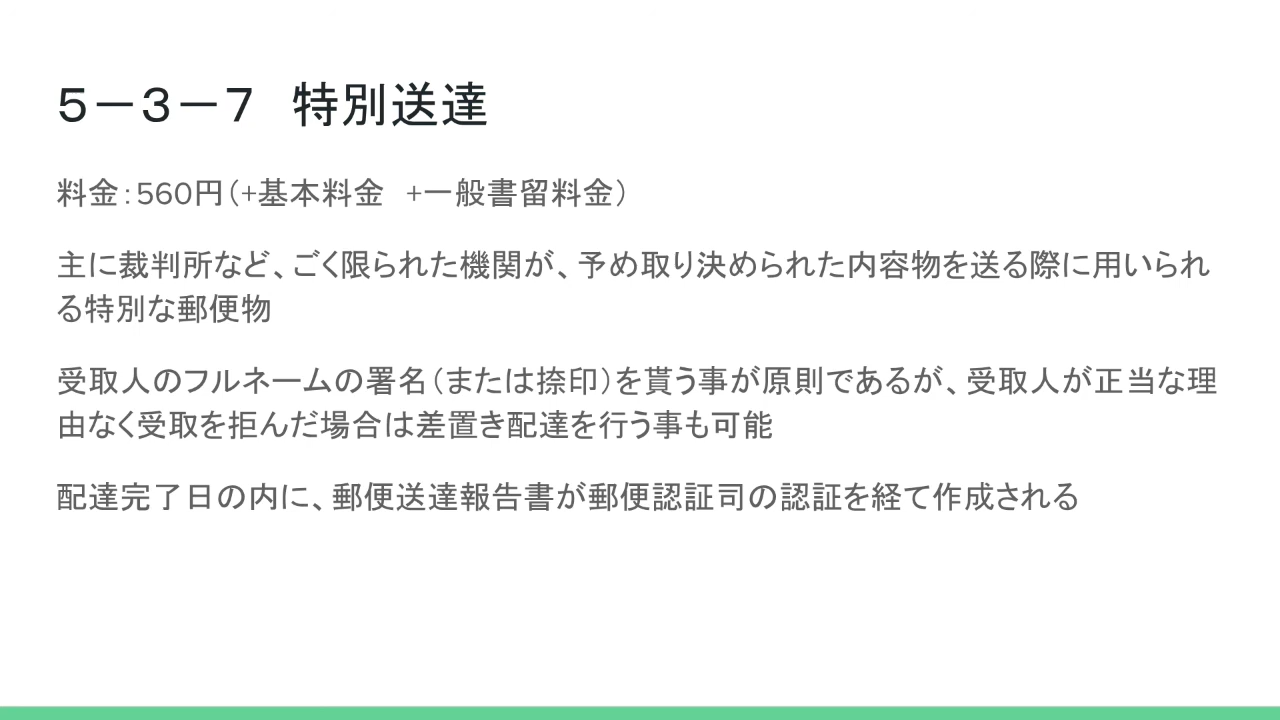 ５－３－７　特別送達
料金：560円（+基本料金　+一般書留料金）
主に裁判所など、ごく限られた機関が、予め取り決められた内容物を送る際に用いられ
る特別な郵便物
受取人のフルネームの署名（または捺印）を貰う事が原則であるが、受取人が正当な理
由なく受取を拒んだ場合は差置き配達を行う事も可能
配達完了日の内に、郵便送達報告書が郵便認証司の認証を経て作成される